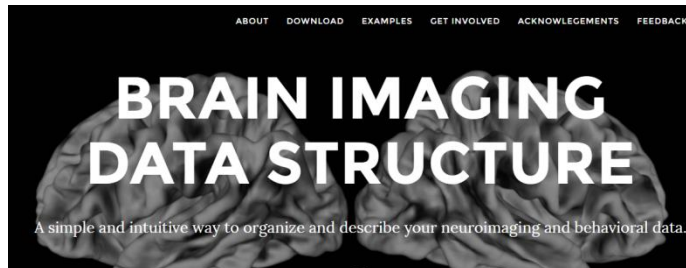 ABOUT DOWNLOAD EXAMPLES GET INVOLVED ACKNOWLEGEMENTS FEEDBACK
BRAIN IMAGING
DATA STRUCTURE
A simple and intuitive way to organize and describe your neuroimaging and behavioral data.